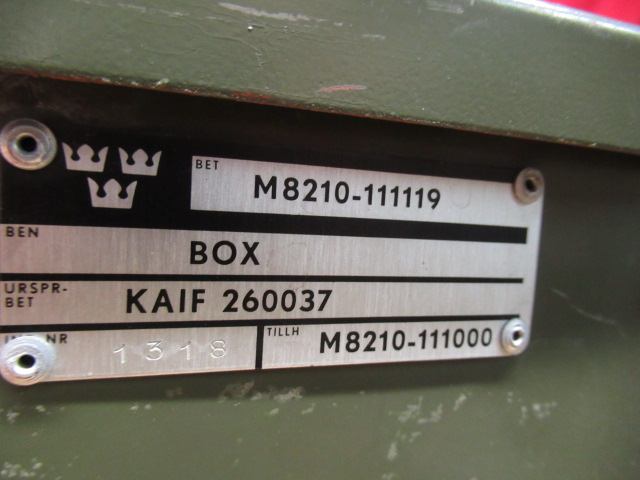 BET
M8210-111119
BEN
BOX
URSPR-
BET
KAIF 260037
NR
1318
TILLH
M8210-111000